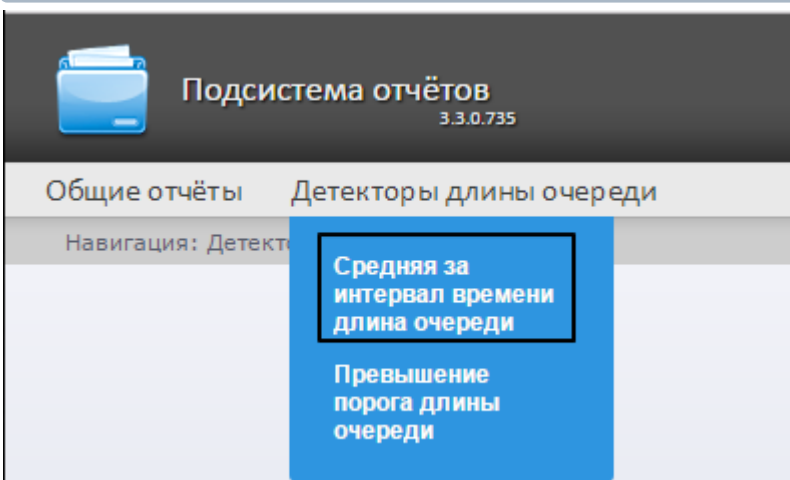 Подсистема отчётов
3.3.0.735
Общие отчёты Детекторы длины очереди
Навигация:
Средняя за
интервал времени
длина очереди
Превышение
порога длины
очереди